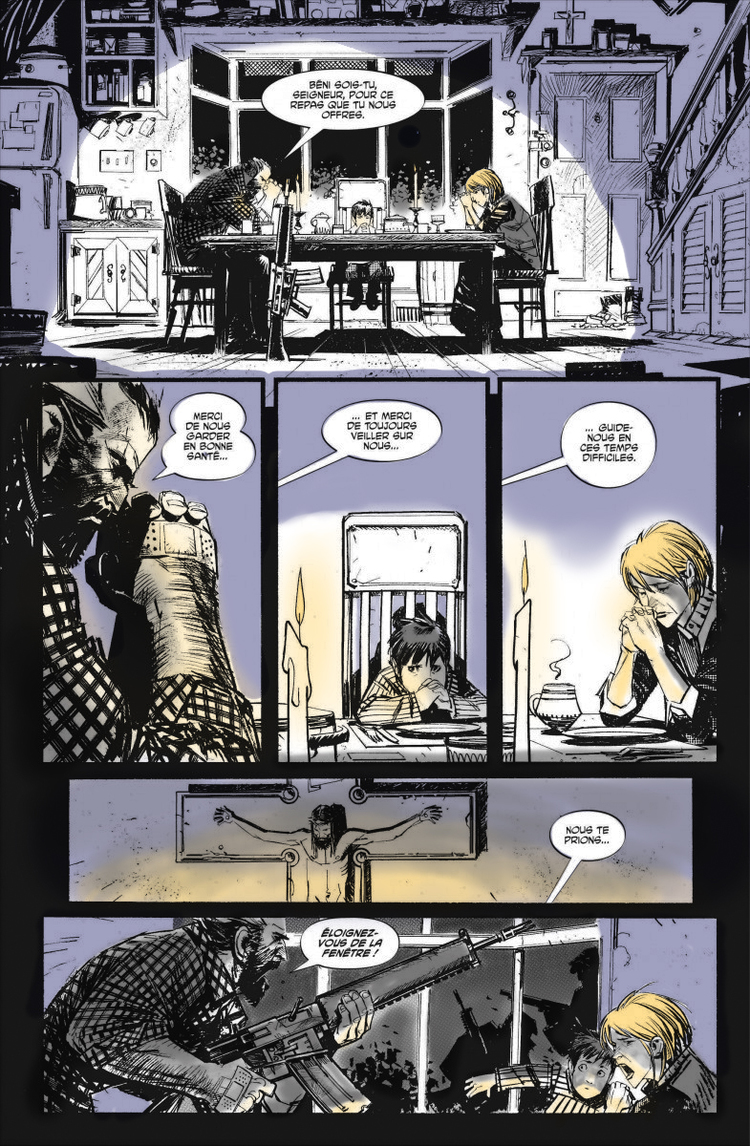 BÉNI SOIS-TU,
SEIGNEUR, POUR CE
REPAS QUE TU NOUS
OFFRES.
MERCI
DE NOUS
GARDER
EN BONNE
SANTÉ...
... ET MERCI
DE TOUJOURS
VEILLER SUR
NOUS...
... GUIDE-
NOUS EN
CES TEMPS
DIFFICILES.
NOUS TE
PRIONS...
ÉLOIGNEZ-
VOUS DE LA
FENÊTRE !